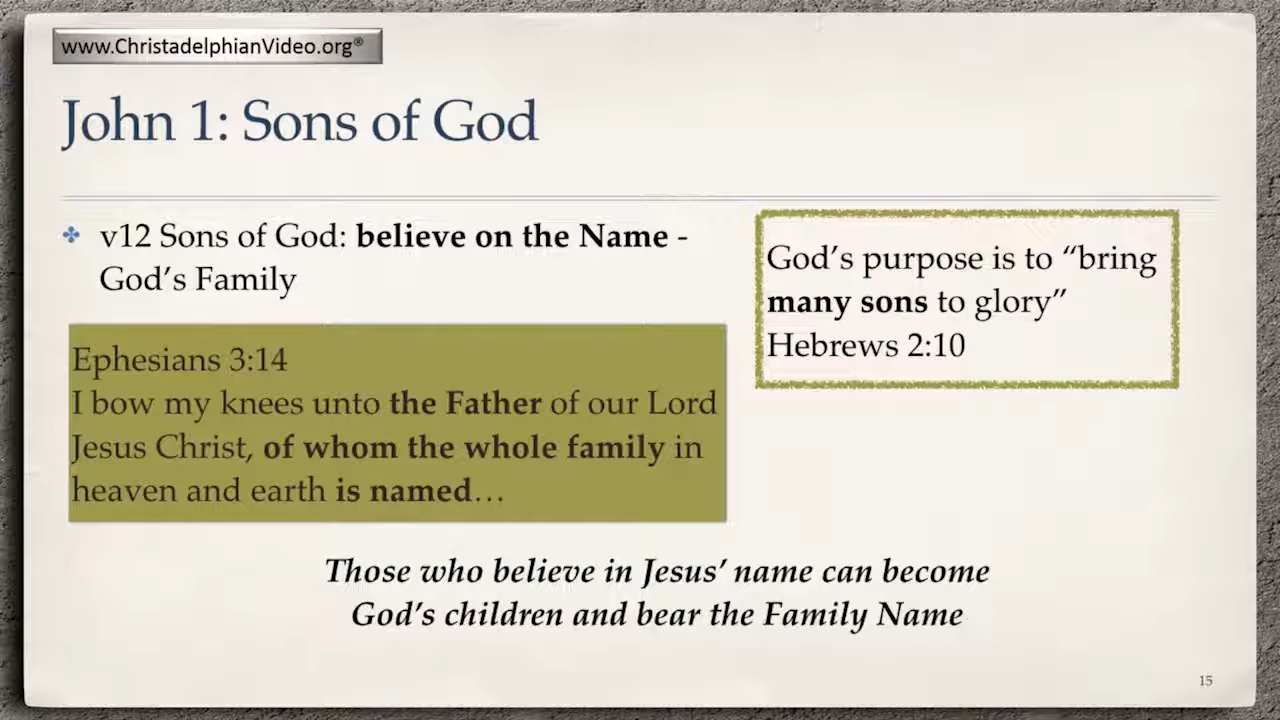 www.ChristadelphianVideo.org®
John 1: Sons of God
v12 Sons of God: believe on the Name -
God's Family
God's purpose is to “bring
many sons to glory”
Hebrews 2:10
Ephesians 3:14
I bow my knees unto the Father of our Lord
Jesus Christ, of whom the whole family in
heaven and earth is named…
Those who believe in Jesus’ name can become
God’s children and bear the Family Name
15